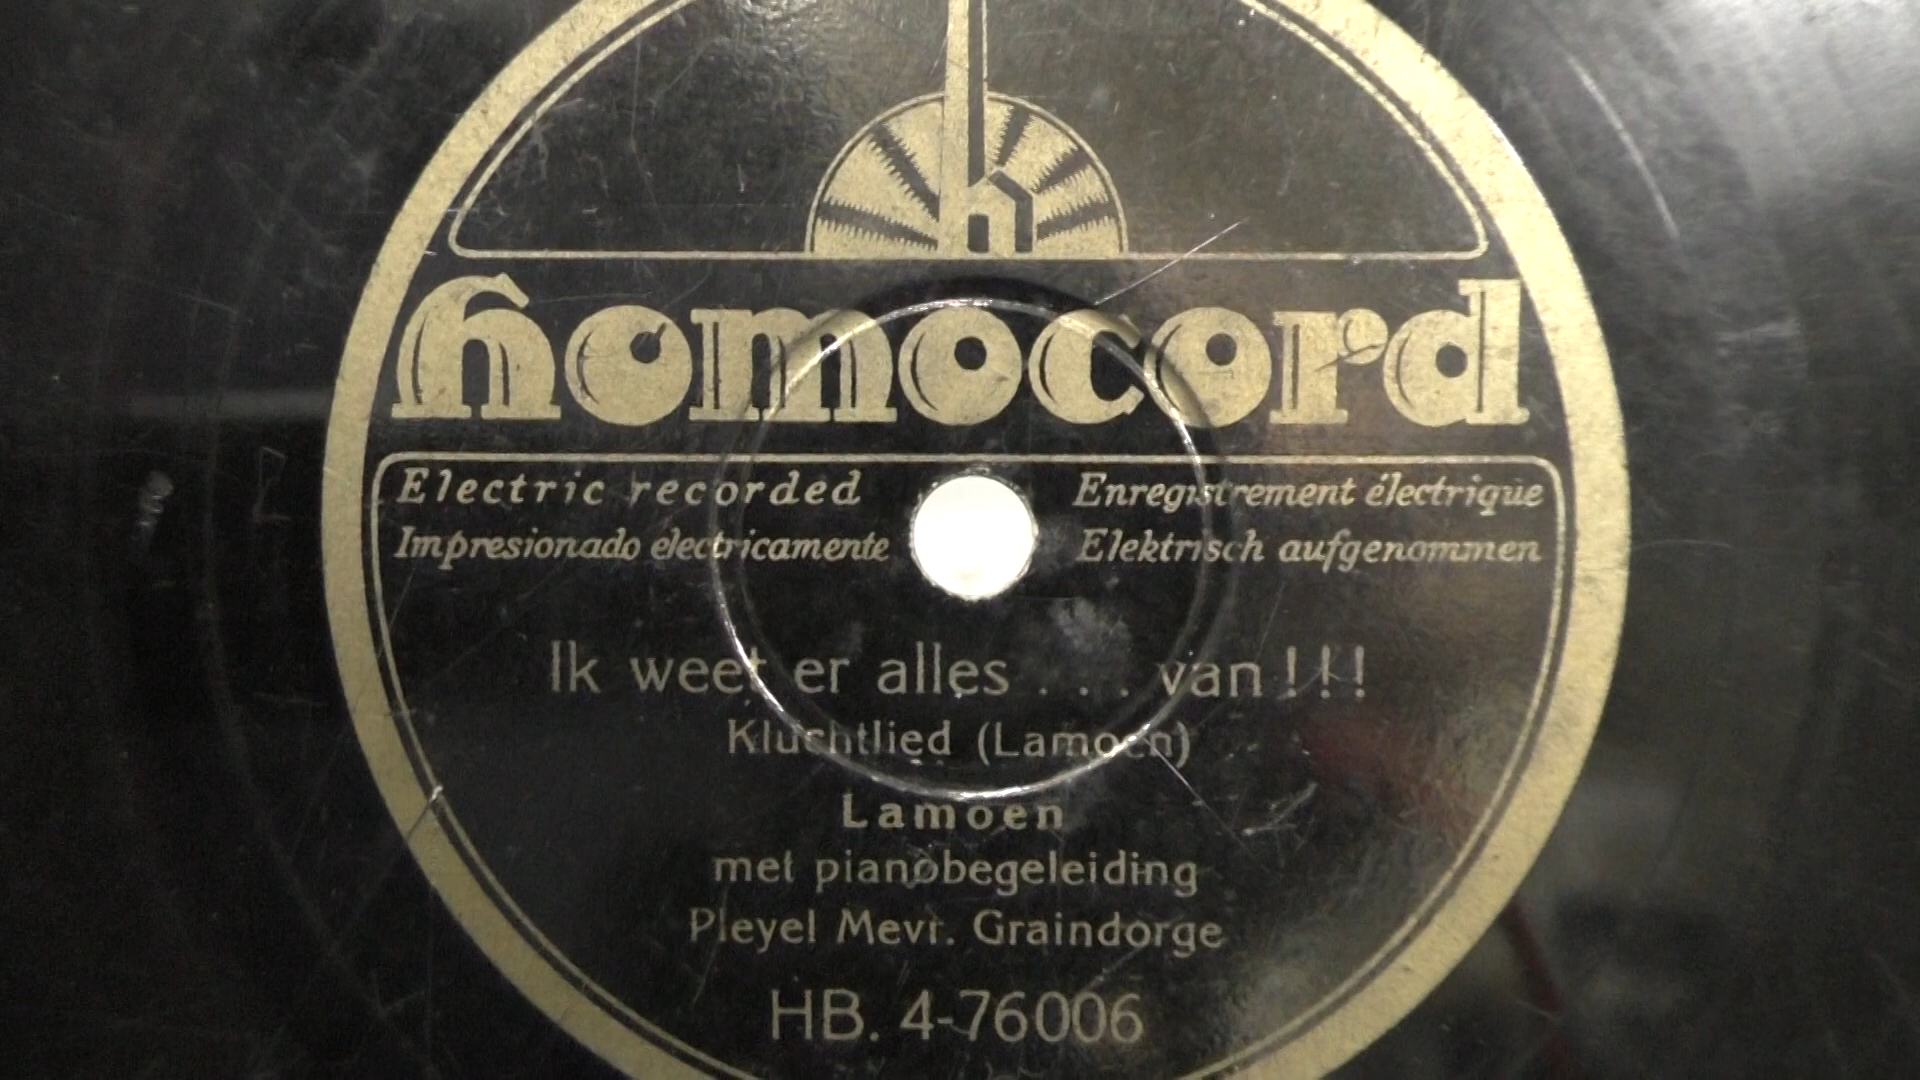 h
homocord
Electric recorded
Enregistrement électrique
Impresionado electricamente
Elektrisch aufgenommen
Ik weet er alles . . . van!!!
Kluchtlied (Lamoen)
Lamoen
met pianobegeleiding
Pleyel Mevr. Graindorge
HB. 4-76006